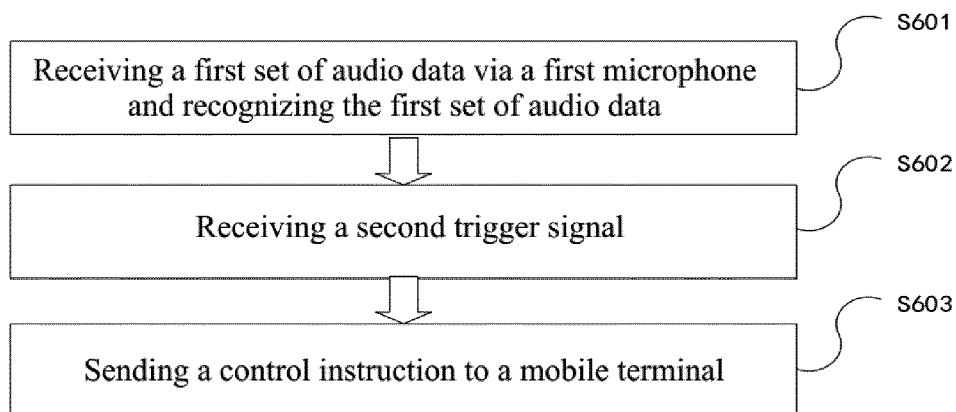 S601
Receiving a first set of audio data via a first microphone
and recognizing the first set of audio data
S602
Receiving a second trigger signal
S603
Sending a control instruction to a mobile terminal